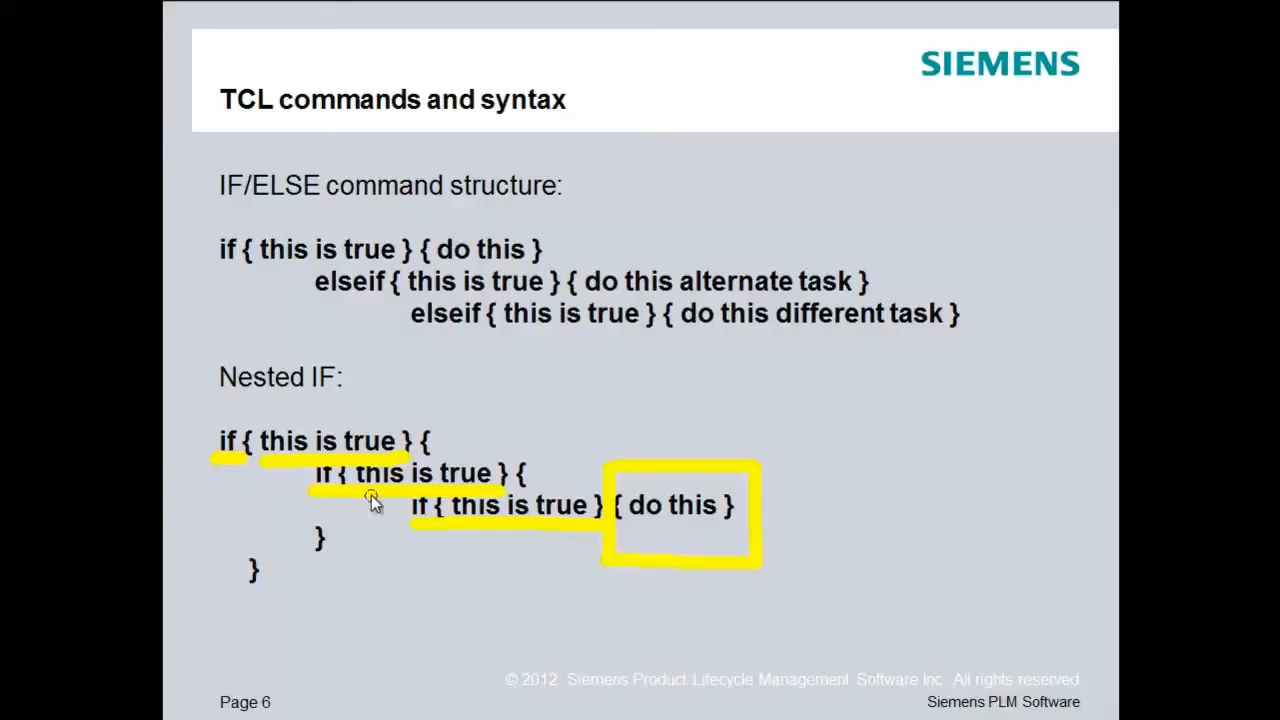 SIEMENS
TCL commands and syntax
IF/ELSE command structure:
if { this is true } { do this }
elseif { this is true } { do this alternate task }
elseif { this is true } { do this different task }
Nested IF:
if { this is true } {
if { this is true } {
if { this is true } { do this }
}
}
© 2012 Siemens Product Lifecycle Management Software Inc. All rights reserved
Page 6
Siemens PLM Software